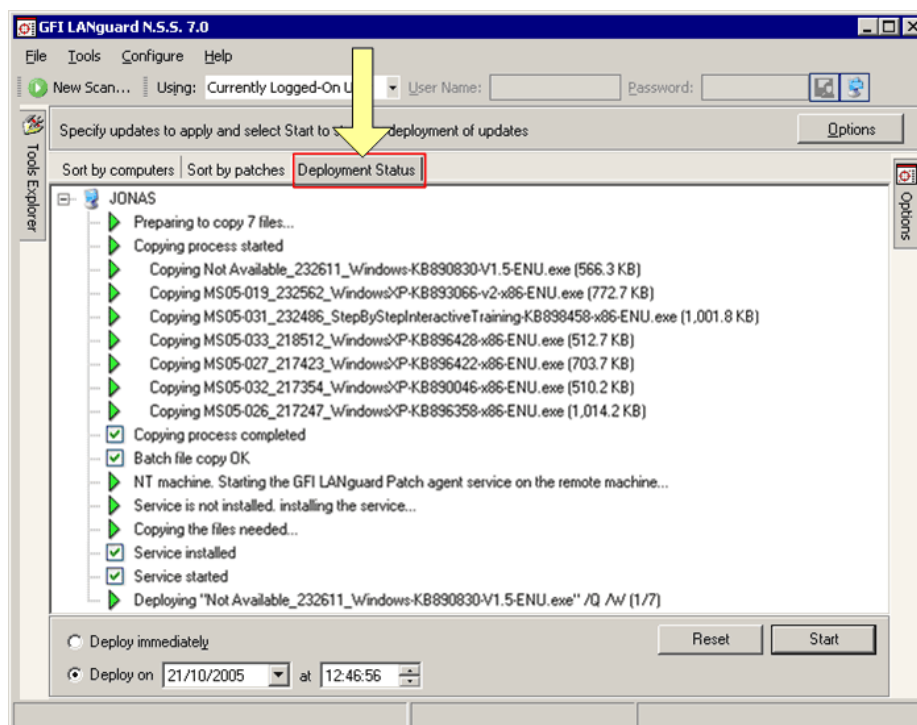 GFI LANguard N.S.S. 7.0
File Tools Configure Help
New Scan... Using: Currently Logged-On U User Name: Password:
Tools Explorer
Specify updates to apply and select Start to deployment of updates Options
Sort by computers Sort by patches Deployment Status
Options
JONAS
Preparing to copy 7 files...
Copying process started
Copying Not Available_232611_Windows-KB890830-V1.5-ENU.exe (566.3 KB)
Copying MS05-019_232562_WindowsXP-KB893066-v2-x86-ENU.exe (772.7 KB)
Copying MS05-031_232486_StepByStepInteractiveTraining-KB898458-x86-ENU.exe (1,001.8 KB)
Copying MS05-033_218512_WindowsXP-KB896428-x86-ENU.exe (512.7 KB)
Copying MS05-027_217423_WindowsXP-KB896422-x86-ENU.exe (703.7 KB)
Copying MS05-032_217354_WindowsXP-KB890046-x86-ENU.exe (510.2 KB)
Copying MS05-026_217247_WindowsXP-KB896358-x86-ENU.exe (1,014.2 KB)
Copying process completed
Batch file copy OK
NT machine. Starting the GFI LANguard Patch agent service on the remote machine...
Service is not installed. installing the service...
Copying the files needed...
Service installed
Service started
Deploying "Not Available_232611_Windows-KB890830-V1.5-ENU.exe" /Q /W (1/7)
Deploy immediately Reset Start
Deploy on 21/10/2005 at 12:46:56